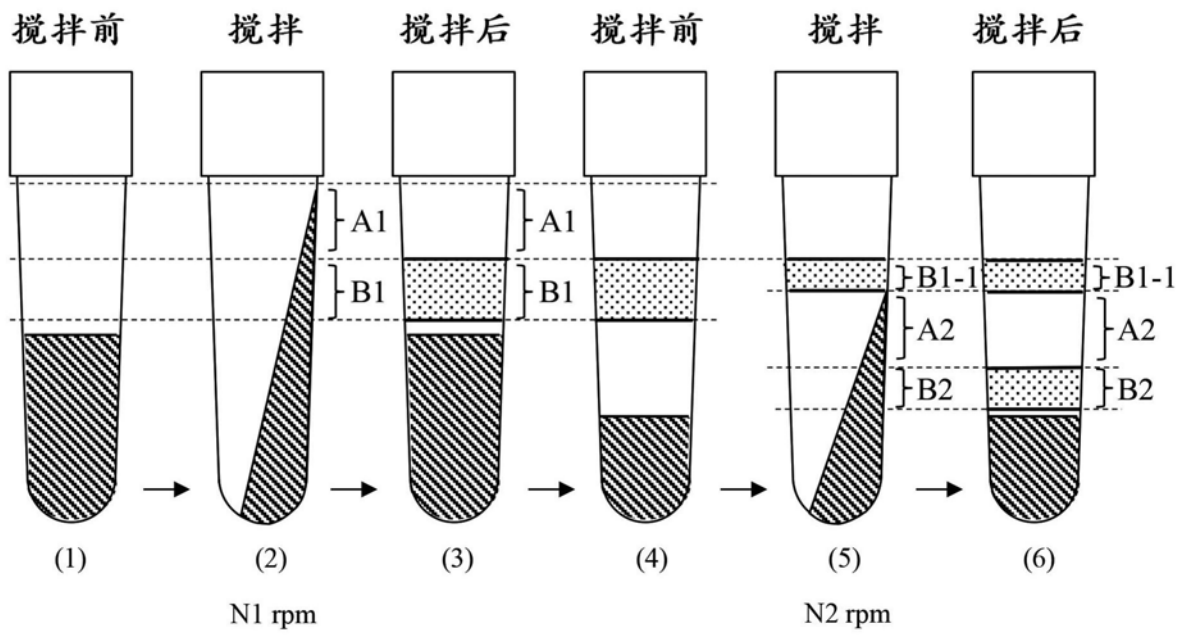 搅拌前 搅拌 搅拌后 搅拌前 搅拌 搅拌后
A1 A1
B1-1 B1-1
B1 B1
A2 A2
B2 B2
(1) (2) (3) (4) (5) (6)
N1 rpm N2 rpm